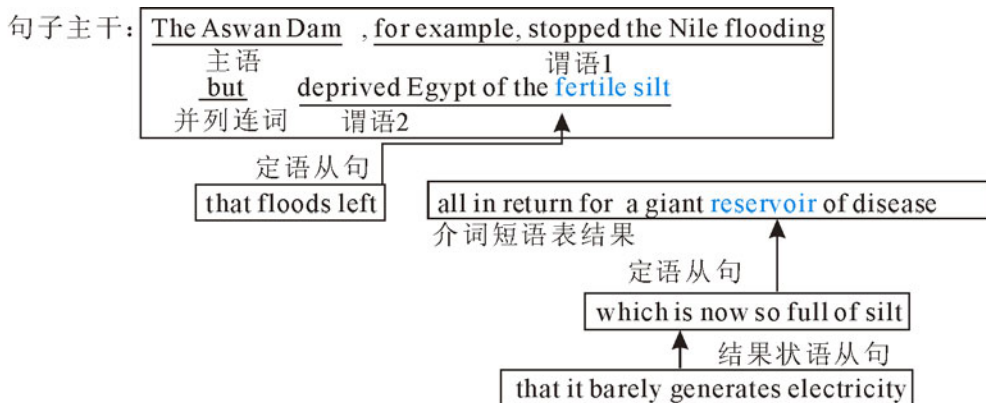 句子主干: The Aswan Dam , for example, stopped the Nile flooding
主语 谓语1
but deprived Egypt of the fertile silt
并列连词 谓语2
定语从句
that floods left all in return for a giant reservoir of disease
介词短语表结果
定语从句
which is now so full of silt
结果状语从句
that it barely generates electricity